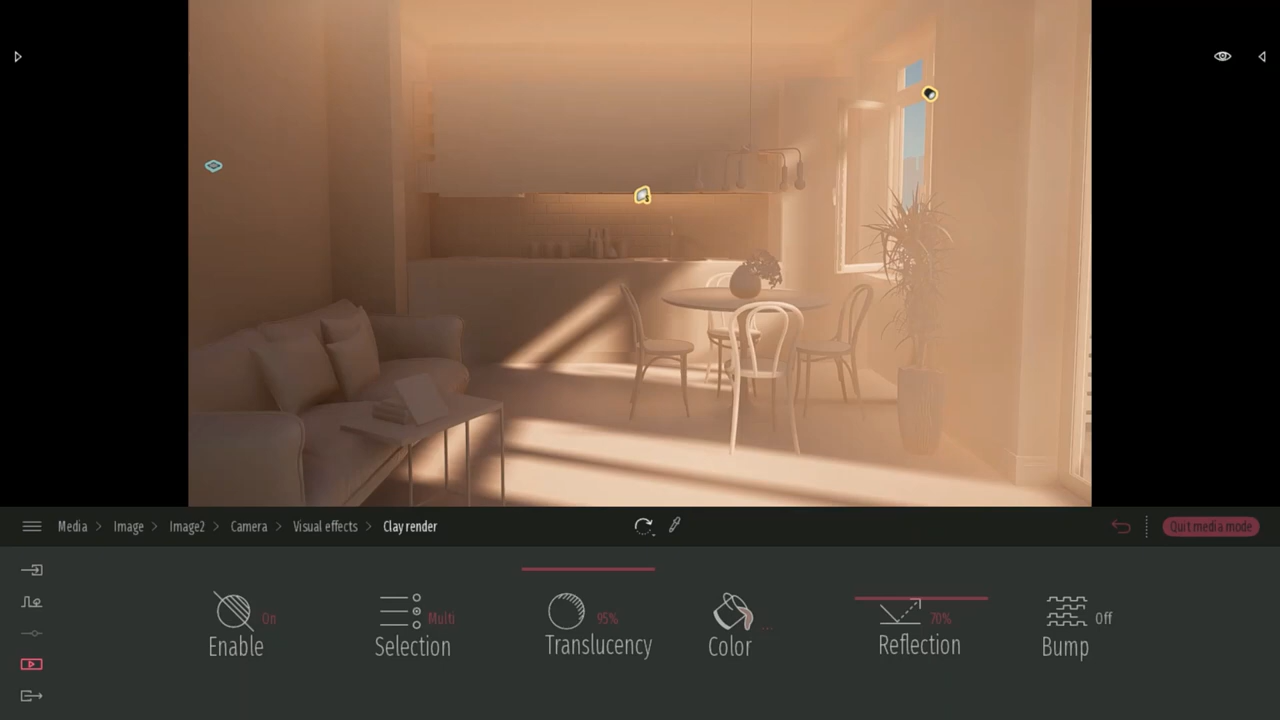 Media > Image > Image2 > Camera > Visual effects > Clay render
Quit media mode
On
Enable
Multi
Selection
95%
Translucency
...
Color
70%
Reflection
Off
Bump